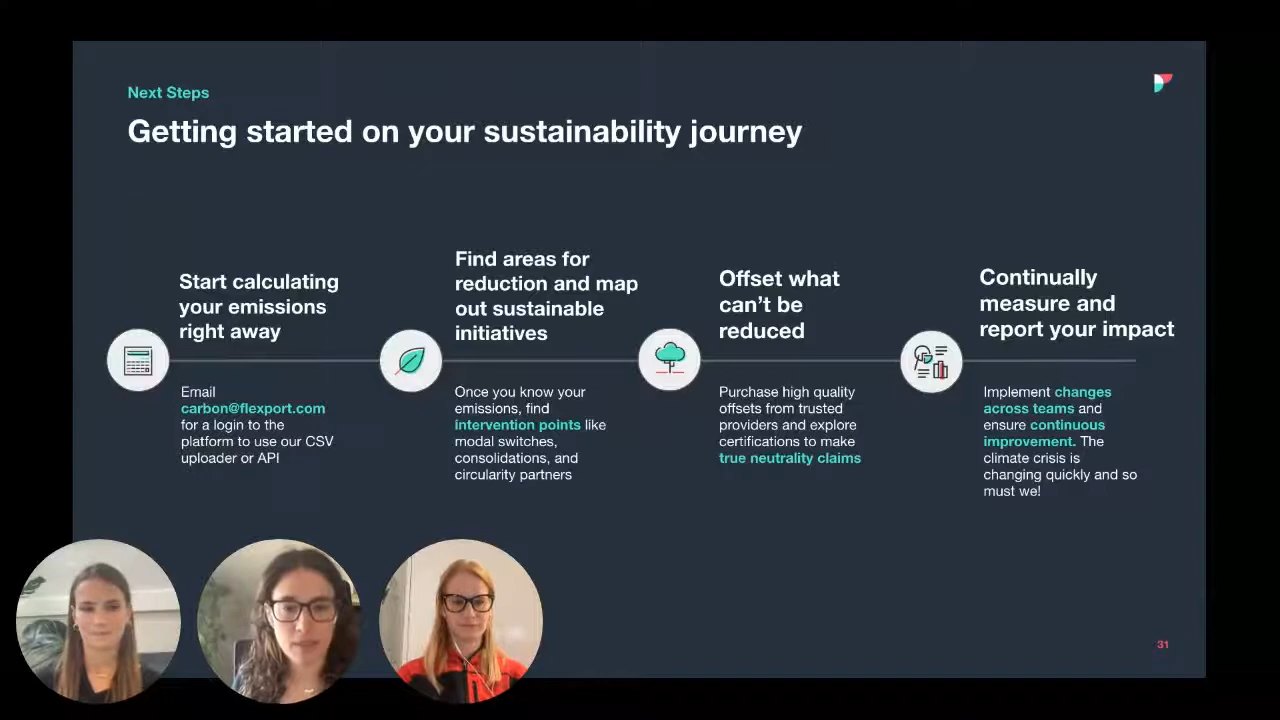 Next Steps
Getting started on your sustainability journey
Start calculating
your emissions
right away
Email
carbon@flexport.com
for a login to the
platform to use our CSV
uploader or API
Find areas for
reduction and map
out sustainable
initiatives
Once you know your
emissions, find
intervention points like
modal switches,
consolidations, and
circularity partners
Offset what
can’t be
reduced
Purchase high quality
offsets from trusted
providers and explore
certifications to make
true neutrality claims
Continually
measure and
report your impact
Implement changes
across teams and
ensure continuous
improvement. The
climate crisis is
changing quickly and so
must we!
31